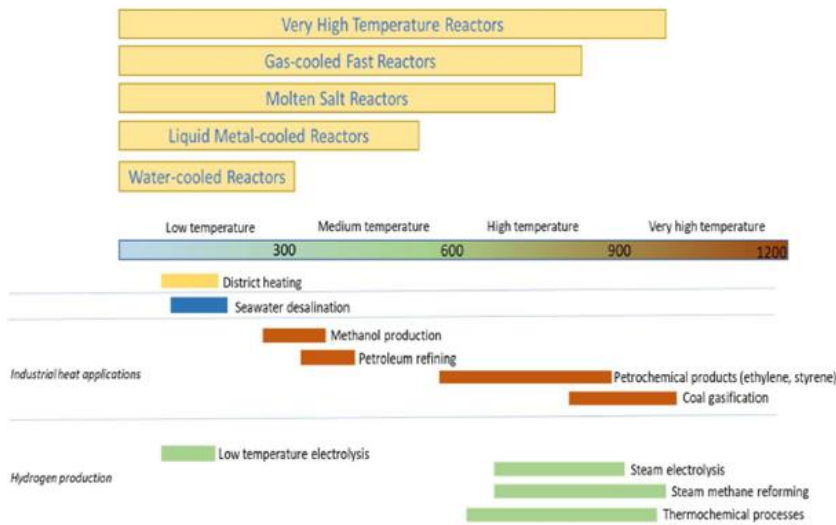 Very High Temperature Reactors
Gas-cooled Fast Reactors
Molten Salt Reactors
Liquid Metal-cooled Reactors
Water-cooled Reactors
Low temperature Medium temperature High temperature Very high temperature
300 600 900 1200
District heating
Seawater desalination
Methanol production
Petroleum refining
Industrial heat applications
Petrochemical products (ethylene, styrene)
Coal gasification
Low temperature electrolysis
Hydrogen production
Steam electrolysis
Steam methane reforming
Thermochemical processes